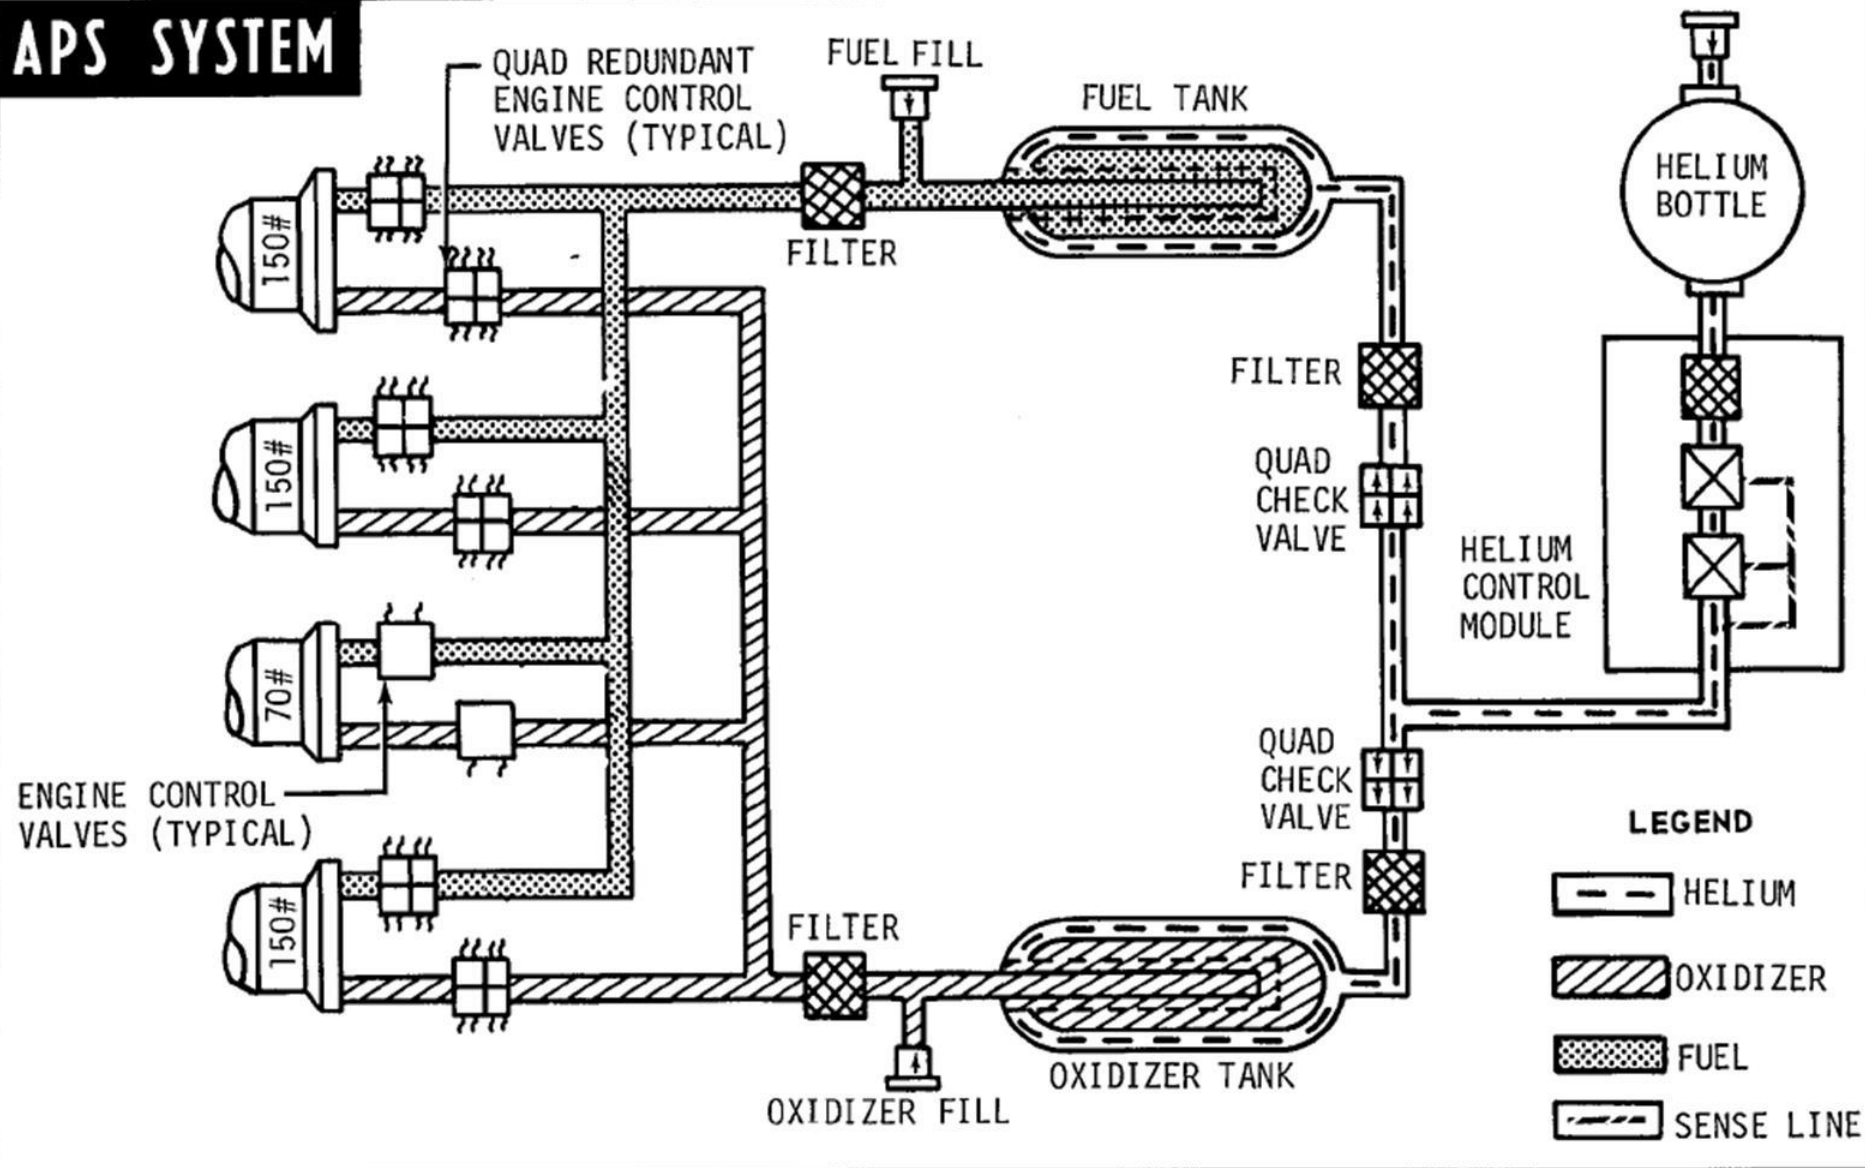 APS SYSTEM
QUAD REDUNDANT
ENGINE CONTROL
VALVES (TYPICAL)
FUEL FILL
FUEL TANK
HELIUM
BOTTLE
150#
FILTER
FILTER
150#
QUAD
CHECK
VALVE
HELIUM
CONTROL
MODULE
70#
QUAD
CHECK
VALVE
ENGINE CONTROL
VALVES (TYPICAL)
LEGEND
FILTER
HELIUM
150#
FILTER
OXIDIZER
OXIDIZER TANK
FUEL
OXIDIZER FILL
SENSE LINE